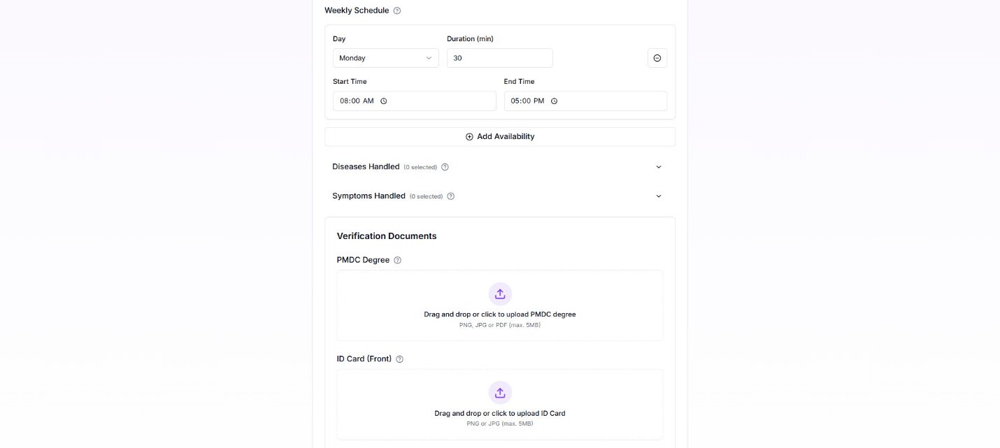 Weekly Schedule
Day Duration (min)
Monday 30
Start Time End Time
08:00 AM 05:00 PM
Add Availability
Diseases Handled (0 selected)
Symptoms Handled (0 selected)
Verification Documents
PMDC Degree
Drag and drop or click to upload PMDC degree
PNG, JPG or PDF (max. 5MB)
ID Card (Front)
Drag and drop or click to upload ID Card
PNG or JPG (max. 5MB)